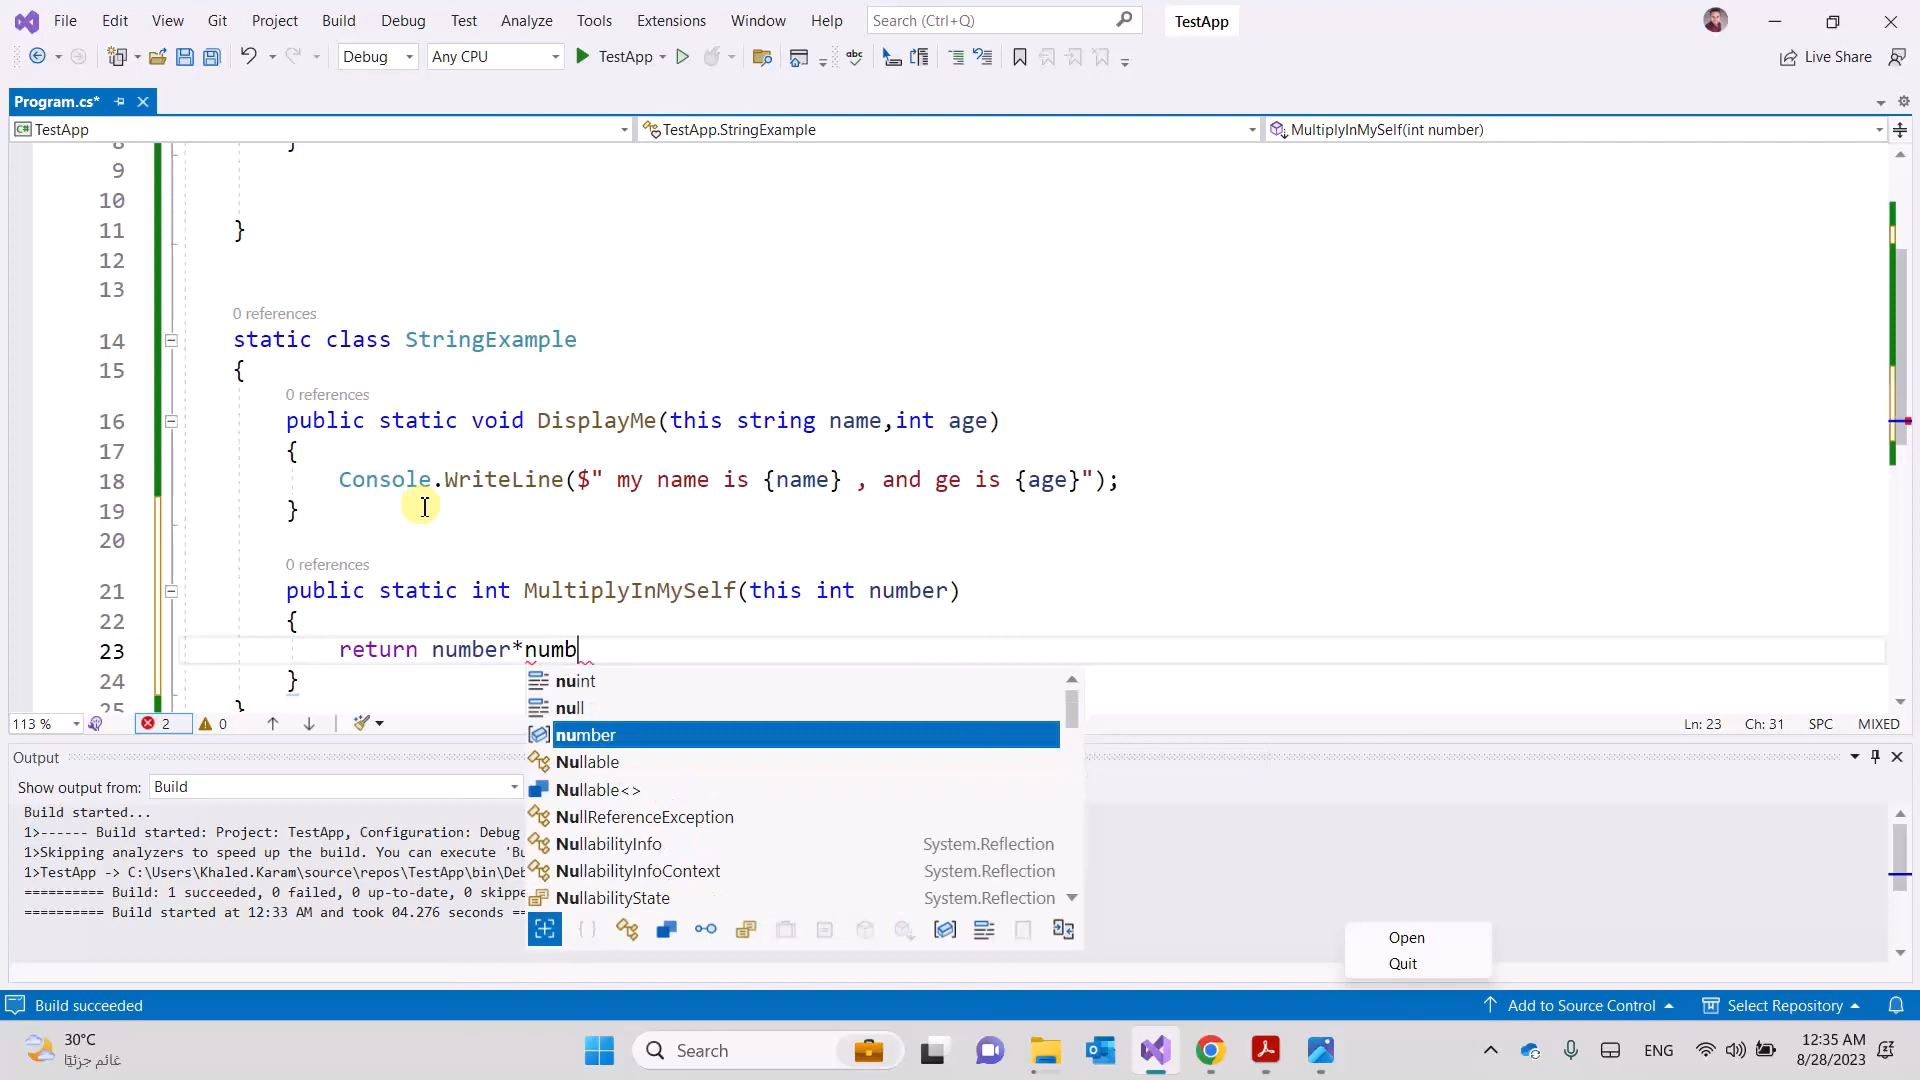 File Edit View Git Project Build Debug Test Analyze Tools Extensions Window Help Search (Ctrl+Q) TestApp
Debug Any CPU TestApp Live Share
Program.cs*
TestApp TestApp.StringExample MultiplyInMySelf(int number)
8 }
9
10
11 }
12
13
0 references
14 static class StringExample
15 {
0 references
16 public static void DisplayMe(this string name,int age)
17 {
18 Console.WriteLine($" my name is {name} , and ge is {age}");
19 }
20
0 references
21 public static int MultiplyInMySelf(this int number)
22 {
23 return number*numb
24 }
25 }
nuint
null
number
Nullable
Nullable<>
NullReferenceException
NullabilityInfo System.Reflection
NullabilityInfoContext System.Reflection
NullabilityState System.Reflection
113 % 2 0 Ln: 23 Ch: 31 SPC MIXED
Output
Show output from: Build
Build started...
1>------ Build started: Project: TestApp, Configuration: Debug
1>Skipping analyzers to speed up the build. You can execute 'Bu
1>TestApp -> C:\Users\Khaled.Karam\source\repos\TestApp\bin\Deb
========== Build: 1 succeeded, 0 failed, 0 up-to-date, 0 skippe
========== Build started at 12:33 AM and took 04.276 seconds ==
Open
Quit
Build succeeded Add to Source Control Select Repository
30°C
غائم جزئيًا
Search
ENG
12:35 AM
8/28/2023